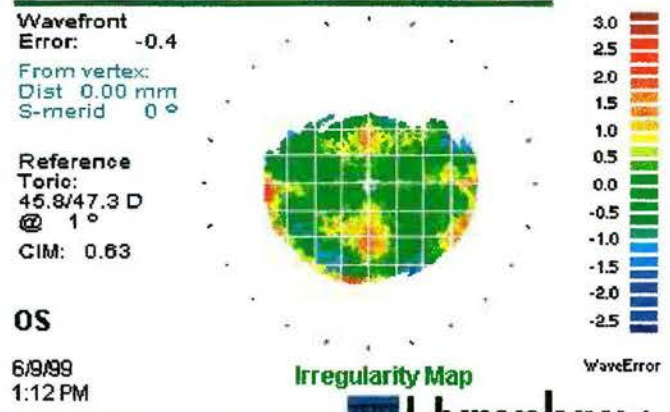 Wavefront
Error: -0.4
From vertex:
Dist 0.00 mm
S-merid 0 º
Reference
Toric:
45.8/47.3 D
@ 1 º
CIM: 0.63
OS
6/9/99
1:12 PM
Irregularity Map
3.0
2.5
2.0
1.5
1.0
0.5
0.0
-0.5
-1.0
-1.5
-2.0
-2.5
WaveError